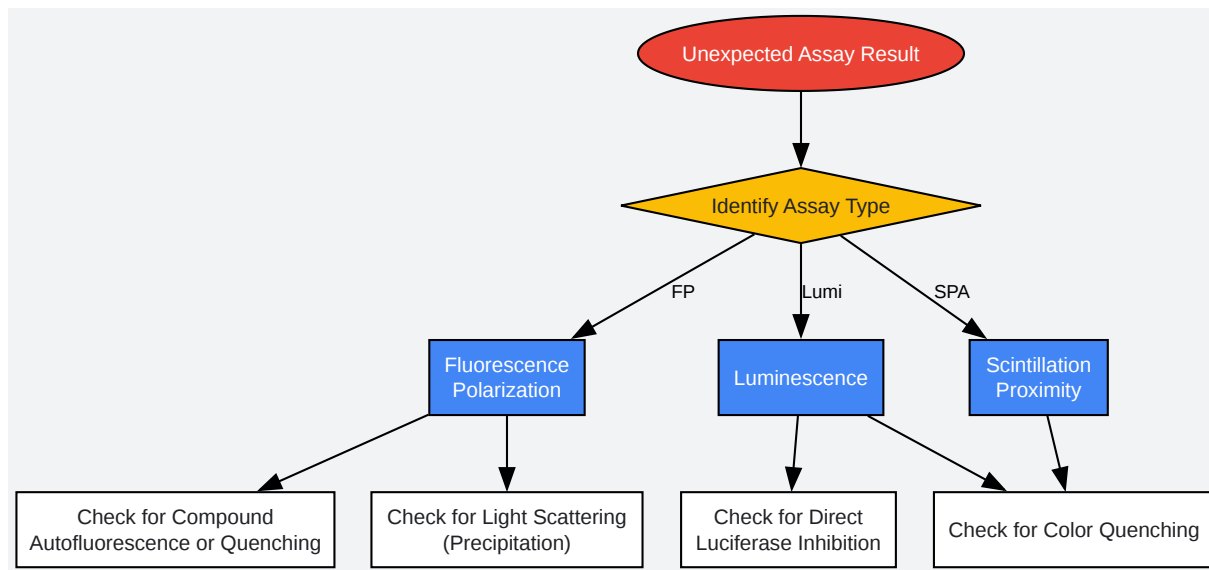 Unexpected Assay Result
Identify Assay Type
FP
Lumi
SPA
Fluorescence
Polarization
Luminescence
Scintillation
Proximity
Check for Compound
Autofluorescence or Quenching
Check for Light Scattering
(Precipitation)
Check for Direct
Luciferase Inhibition
Check for Color Quenching